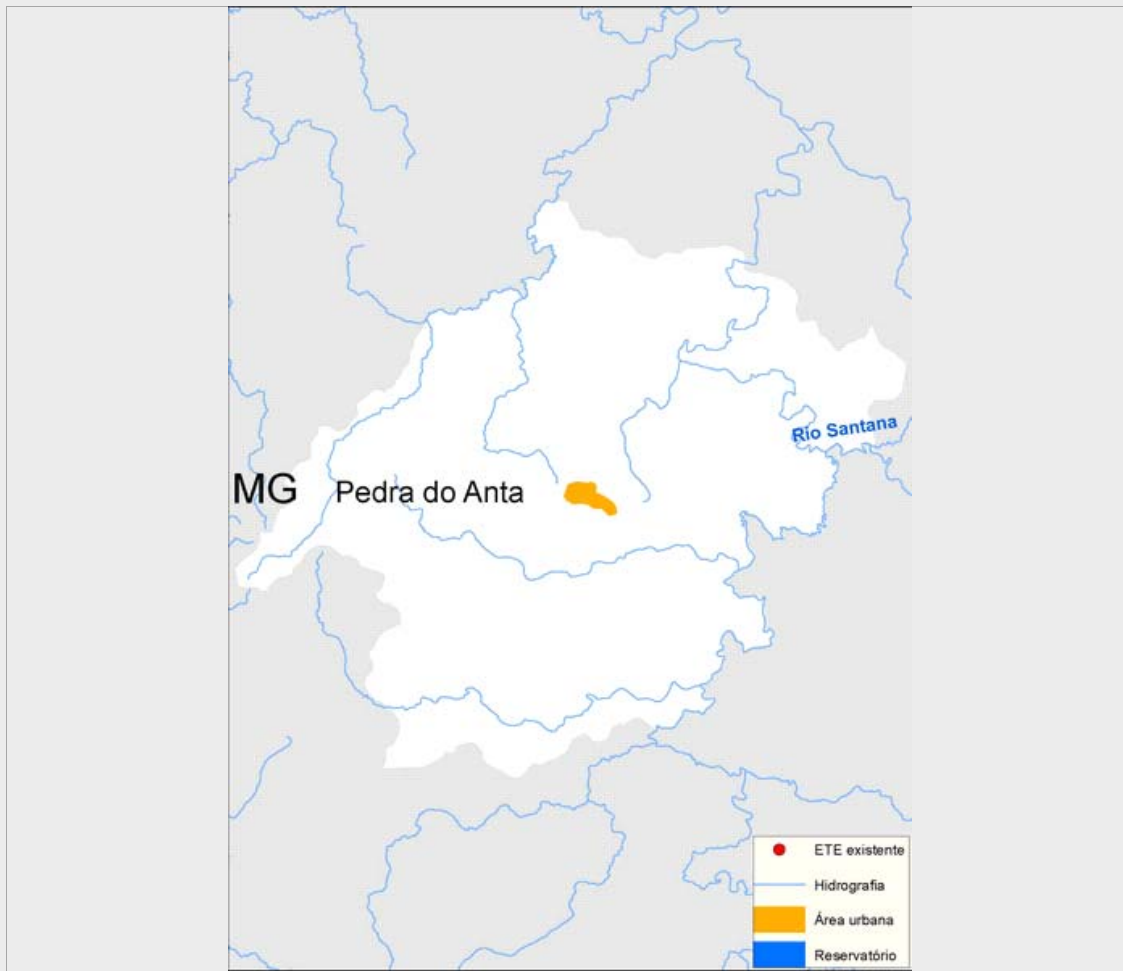 Rio Santana
MG
Pedra do Anta
ETE existente
Hidrografia
Área urbana
Reservatório